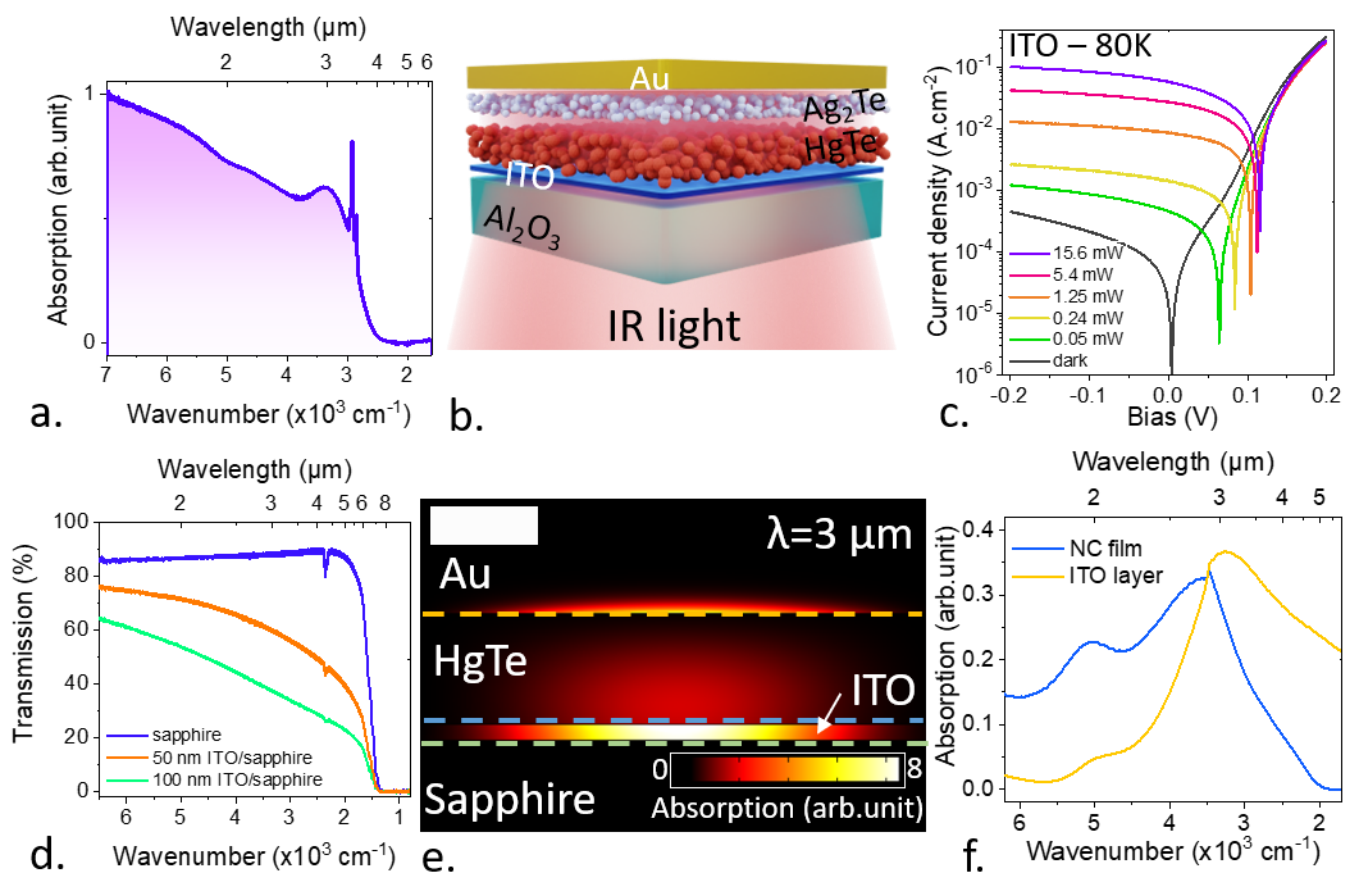 Wavelength (µm)
2 3 4 5 6
Absorption (arb.unit)
1
0
7 6 5 4 3 2
Wavenumber (x10³ cm⁻¹)
a.
Au
Ag₂Te
HgTe
ITO
Al₂O₃
IR light
b.
ITO – 80K
Current density (A.cm⁻²)
10⁻¹
10⁻²
10⁻³
10⁻⁴
10⁻⁵
10⁻⁶
15.6 mW
5.4 mW
1.25 mW
0.24 mW
0.05 mW
dark
-0.2 -0.1 0.0 0.1 0.2
Bias (V)
c.
Wavelength (µm)
2 3 4 5 6 8
Transmission (%)
100
80
60
40
20
0
sapphire
50 nm ITO/sapphire
100 nm ITO/sapphire
6 5 4 3 2 1
Wavenumber (x10³ cm⁻¹)
d.
λ=3 µm
Au
HgTe
ITO
0 8
Absorption (arb.unit)
Sapphire
e.
Wavelength (µm)
2 3 4 5
Absorption (arb.unit)
0.4
0.3
0.2
0.1
0.0
NC film
ITO layer
6 5 4 3 2
Wavenumber (x10³ cm⁻¹)
f.